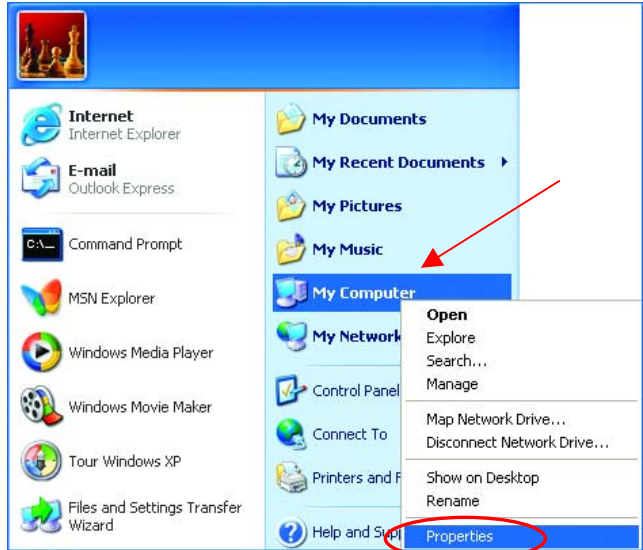 Internet
Internet Explorer
E-mail
Outlook Express
C:\_
Command Prompt
MSN Explorer
Windows Media Player
Windows Movie Maker
Tour Windows XP
Files and Settings Transfer
Wizard
My Documents
My Recent Documents
My Pictures
My Music
My Computer
My Network
Control Panel
Connect To
Printers and F
Help and Sup
Open
Explore
Search...
Manage
Map Network Drive...
Disconnect Network Drive...
Show on Desktop
Rename
Properties